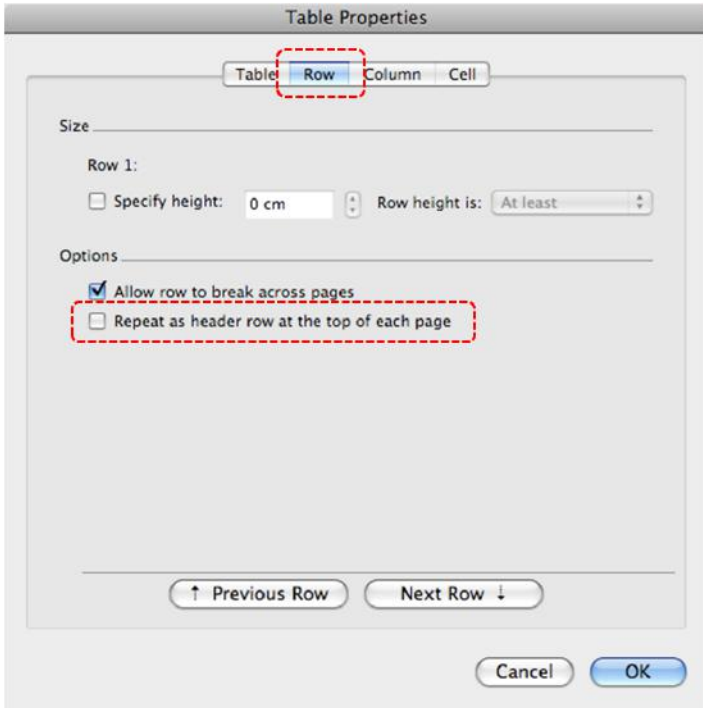 Table Properties
Table Row Column Cell
Size
Row 1:
Specify height: 0 cm Row height is: At least
Options
Allow row to break across pages
Repeat as header row at the top of each page
↑ Previous Row Next Row ↓
Cancel OK